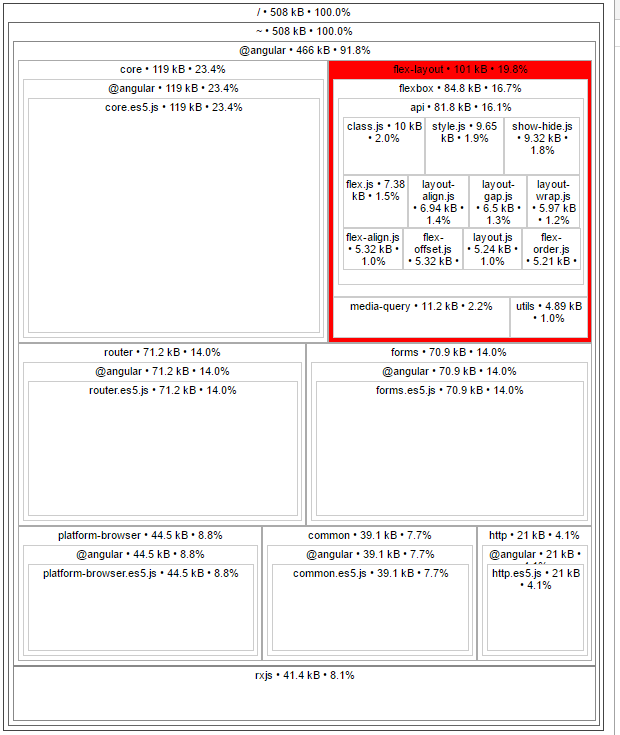 / • 508 kB • 100.0%
~ • 508 kB • 100.0%
@angular • 466 kB • 91.8%
core • 119 kB • 23.4%
@angular • 119 kB • 23.4%
core.es5.js • 119 kB • 23.4%
flex-layout • 101 kB • 19.8%
flexbox • 84.8 kB • 16.7%
api • 81.8 kB • 16.1%
class.js • 10 kB
• 2.0%
style.js • 9.65
kB • 1.9%
show-hide.js
• 9.32 kB •
1.8%
flex.js • 7.38
kB • 1.5%
layout-
align.js
• 6.94 kB •
1.4%
layout-
gap.js
• 6.5 kB •
1.3%
layout-
wrap.js
• 5.97 kB
• 1.2%
flex-align.js
• 5.32 kB •
1.0%
flex-
offset.js
• 5.32 kB •
layout.js
• 5.24 kB •
1.0%
flex-
order.js
• 5.21 kB •
media-query • 11.2 kB • 2.2%
utils • 4.89 kB
• 1.0%
router • 71.2 kB • 14.0%
@angular • 71.2 kB • 14.0%
router.es5.js • 71.2 kB • 14.0%
forms • 70.9 kB • 14.0%
@angular • 70.9 kB • 14.0%
forms.es5.js • 70.9 kB • 14.0%
platform-browser • 44.5 kB • 8.8%
@angular • 44.5 kB • 8.8%
platform-browser.es5.js • 44.5 kB • 8.8%
common • 39.1 kB • 7.7%
@angular • 39.1 kB • 7.7%
common.es5.js • 39.1 kB • 7.7%
http • 21 kB • 4.1%
@angular • 21 kB •
http.es5.js • 21 kB
• 4.1%
rxjs • 41.4 kB • 8.1%